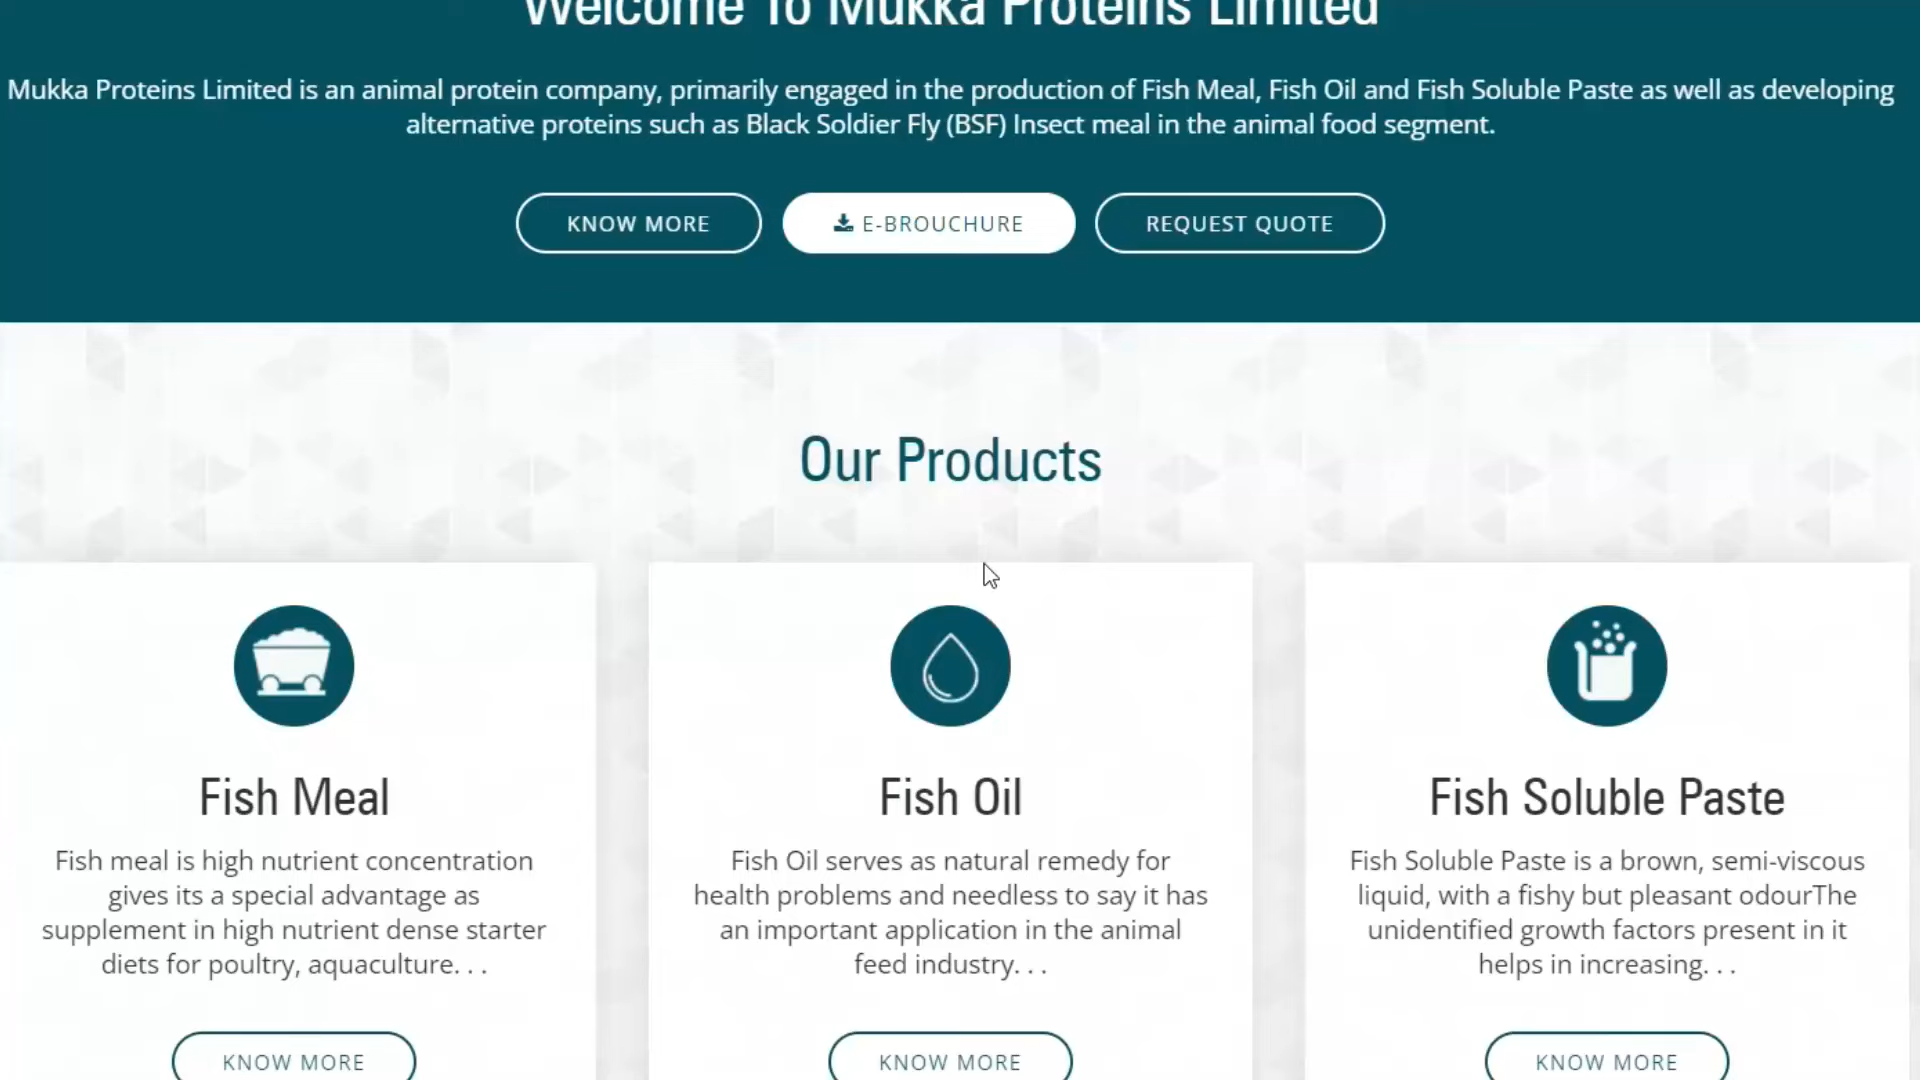 Welcome To Mukka Proteins Limited
Mukka Proteins Limited is an animal protein company, primarily engaged in the production of Fish Meal, Fish Oil and Fish Soluble Paste as well as developing
alternative proteins such as Black Soldier Fly (BSF) Insect meal in the animal food segment.
KNOW MORE
E-BROUCHURE
REQUEST QUOTE
Our Products
Fish Meal
Fish meal is high nutrient concentration
gives its a special advantage as
supplement in high nutrient dense starter
diets for poultry, aquaculture. . .
KNOW MORE
Fish Oil
Fish Oil serves as natural remedy for
health problems and needless to say it has
an important application in the animal
feed industry. . .
KNOW MORE
Fish Soluble Paste
Fish Soluble Paste is a brown, semi-viscous
liquid, with a fishy but pleasant odourThe
unidentified growth factors present in it
helps in increasing. . .
KNOW MORE